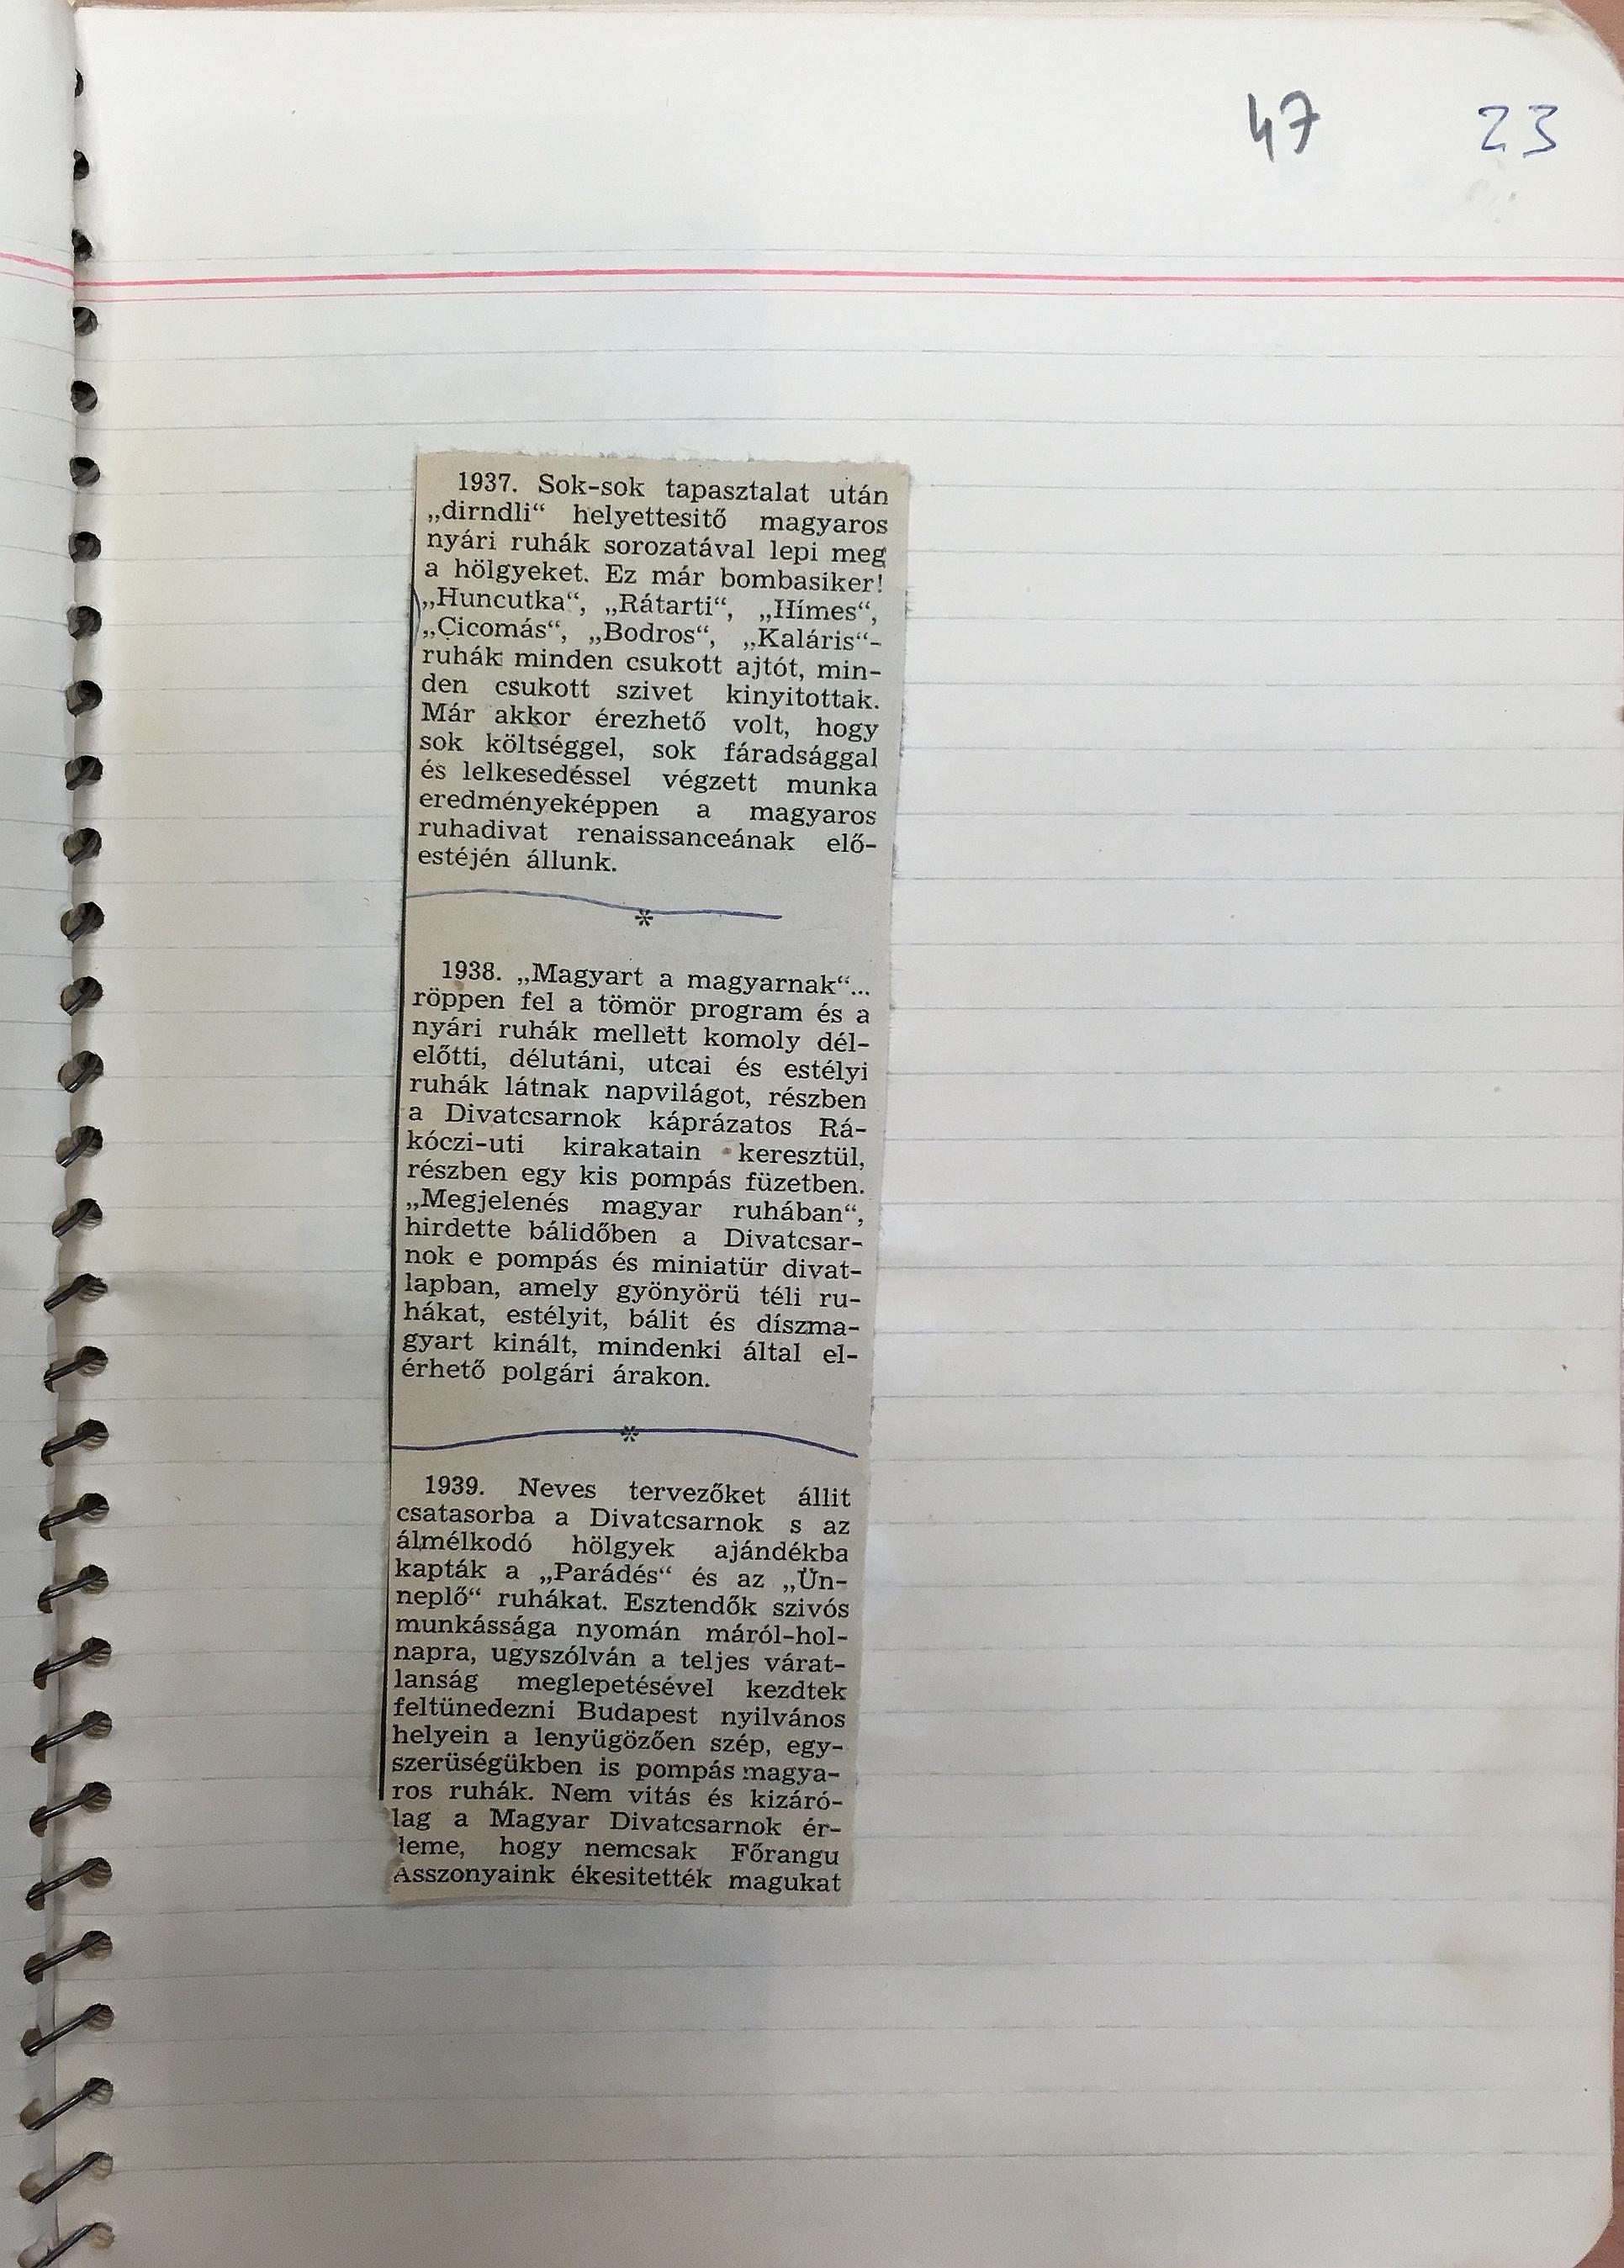 47 23
1937. Sok-sok tapasztalat után
„dirndli“ helyettesitő magyaros
nyári ruhák sorozatával lepi meg
a hölgyeket. Ez már bombasiker!
„Huncutka“, „Rátarti“, „Hímes“,
„Cicomás“, „Bodros“, „Kaláris“-
ruhák minden csukott ajtót, min-
den csukott szivet kinyitottak.
Már akkor érezhető volt, hogy
sok költséggel, sok fáradsággal
és lelkesedéssel végzett munka
eredményeképpen a magyaros
ruhadivat renaissanceának elő-
estéjén állunk.
*
1938. „Magyart a magyarnak“...
röppen fel a tömör program és a
nyári ruhák mellett komoly dél-
előtti, délutáni, utcai és estélyi
ruhák látnak napvilágot, részben
a Divatcsarnok káprázatos Rá-
kóczi-uti kirakatain keresztül,
részben egy kis pompás füzetben.
„Megjelenés magyar ruhában“,
hirdette bálidőben a Divatcsar-
nok e pompás és miniatür divat-
lapban, amely gyönyörü téli ru-
hákat, estélyit, bálit és díszma-
gyart kinált, mindenki által el-
érhető polgári árakon.
*
1939. Neves tervezőket állit
csatasorba a Divatcsarnok s az
álmélkodó hölgyek ajándékba
kapták a „Parádés“ és az „Ün-
neplő“ ruhákat. Esztendők szivós
munkássága nyomán máról-hol-
napra, ugyszólván a teljes várat-
lanság meglepetésével kezdtek
feltünedezni Budapest nyilvános
helyein a lenyügözően szép, egy-
szerüségükben is pompás magya-
ros ruhák. Nem vitás és kizáró-
lag a Magyar Divatcsarnok ér-
deme, hogy nemcsak Főrangu
Asszonyaink ékesitették magukat